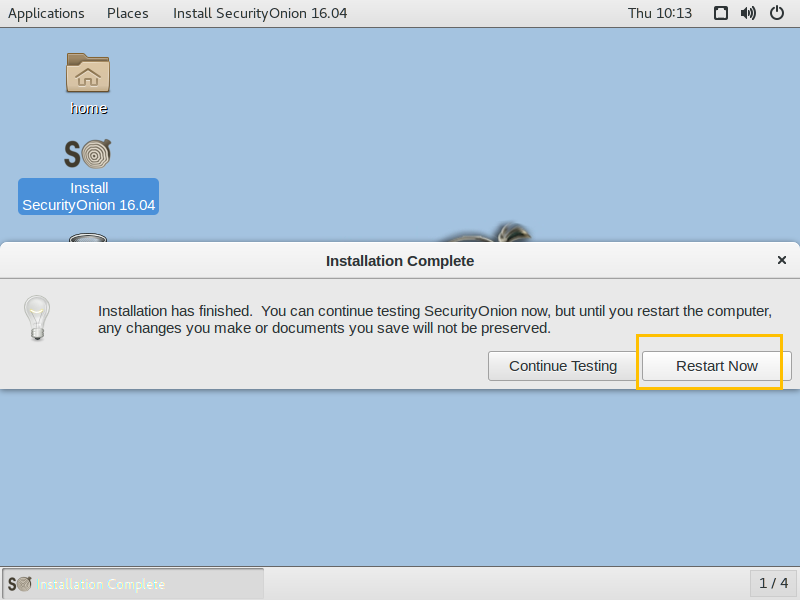 Applications Places Install SecurityOnion 16.04 Thu 10:13
home
S
Install
SecurityOnion 16.04
Installation Complete
Installation has finished.  You can continue testing SecurityOnion now, but until you restart the computer,
any changes you make or documents you save will not be preserved.
Continue Testing Restart Now
S Installation Complete 1 / 4